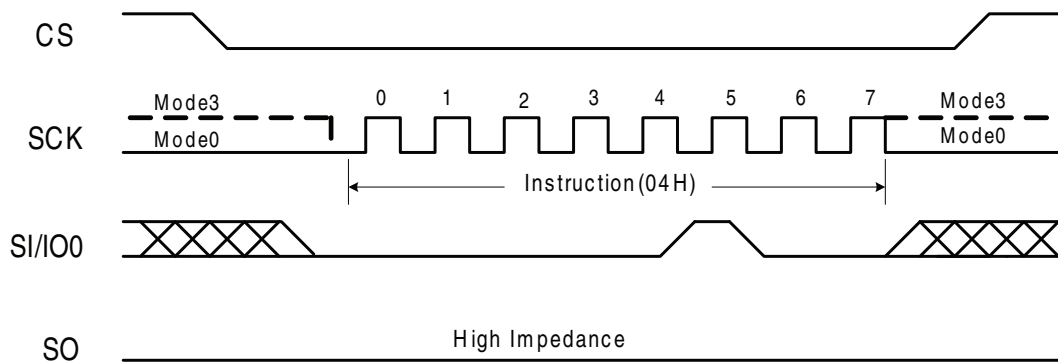 CS
0 1 2 3 4 5 6 7
Mode3 Mode3
SCK Mode0 Mode0
Instruction(04H)
SI/IO0
High Impedance
SO